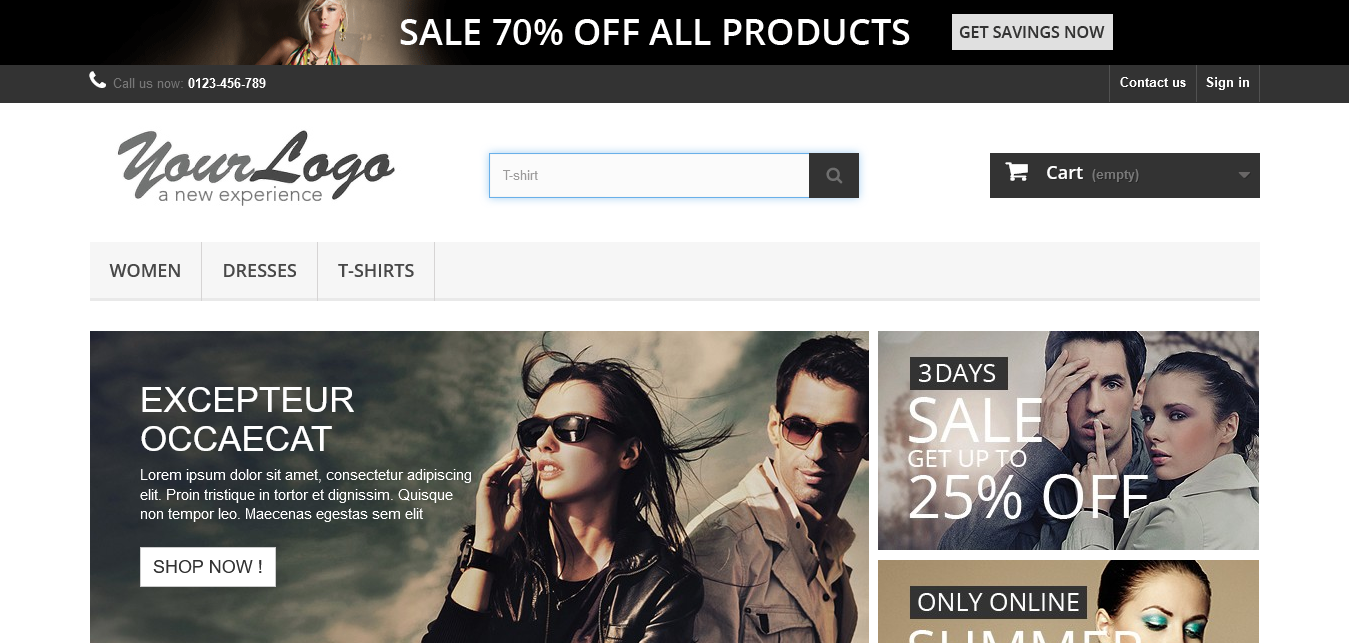 SALE 70% OFF ALL PRODUCTS
GET SAVINGS NOW
Call us now: 0123-456-789
Contact us
Sign in
YourLogo
a new experience
T-shirt
Cart (empty)
WOMEN
DRESSES
T-SHIRTS
EXCEPTEUR
OCCAECAT
Lorem ipsum dolor sit amet, consectetur adipiscing
elit. Proin tristique in tortor et dignissim. Quisque
non tempor leo. Maecenas egestas sem elit
SHOP NOW !
3 DAYS
SALE
GET UP TO
25% OFF
ONLY ONLINE
SUMMER